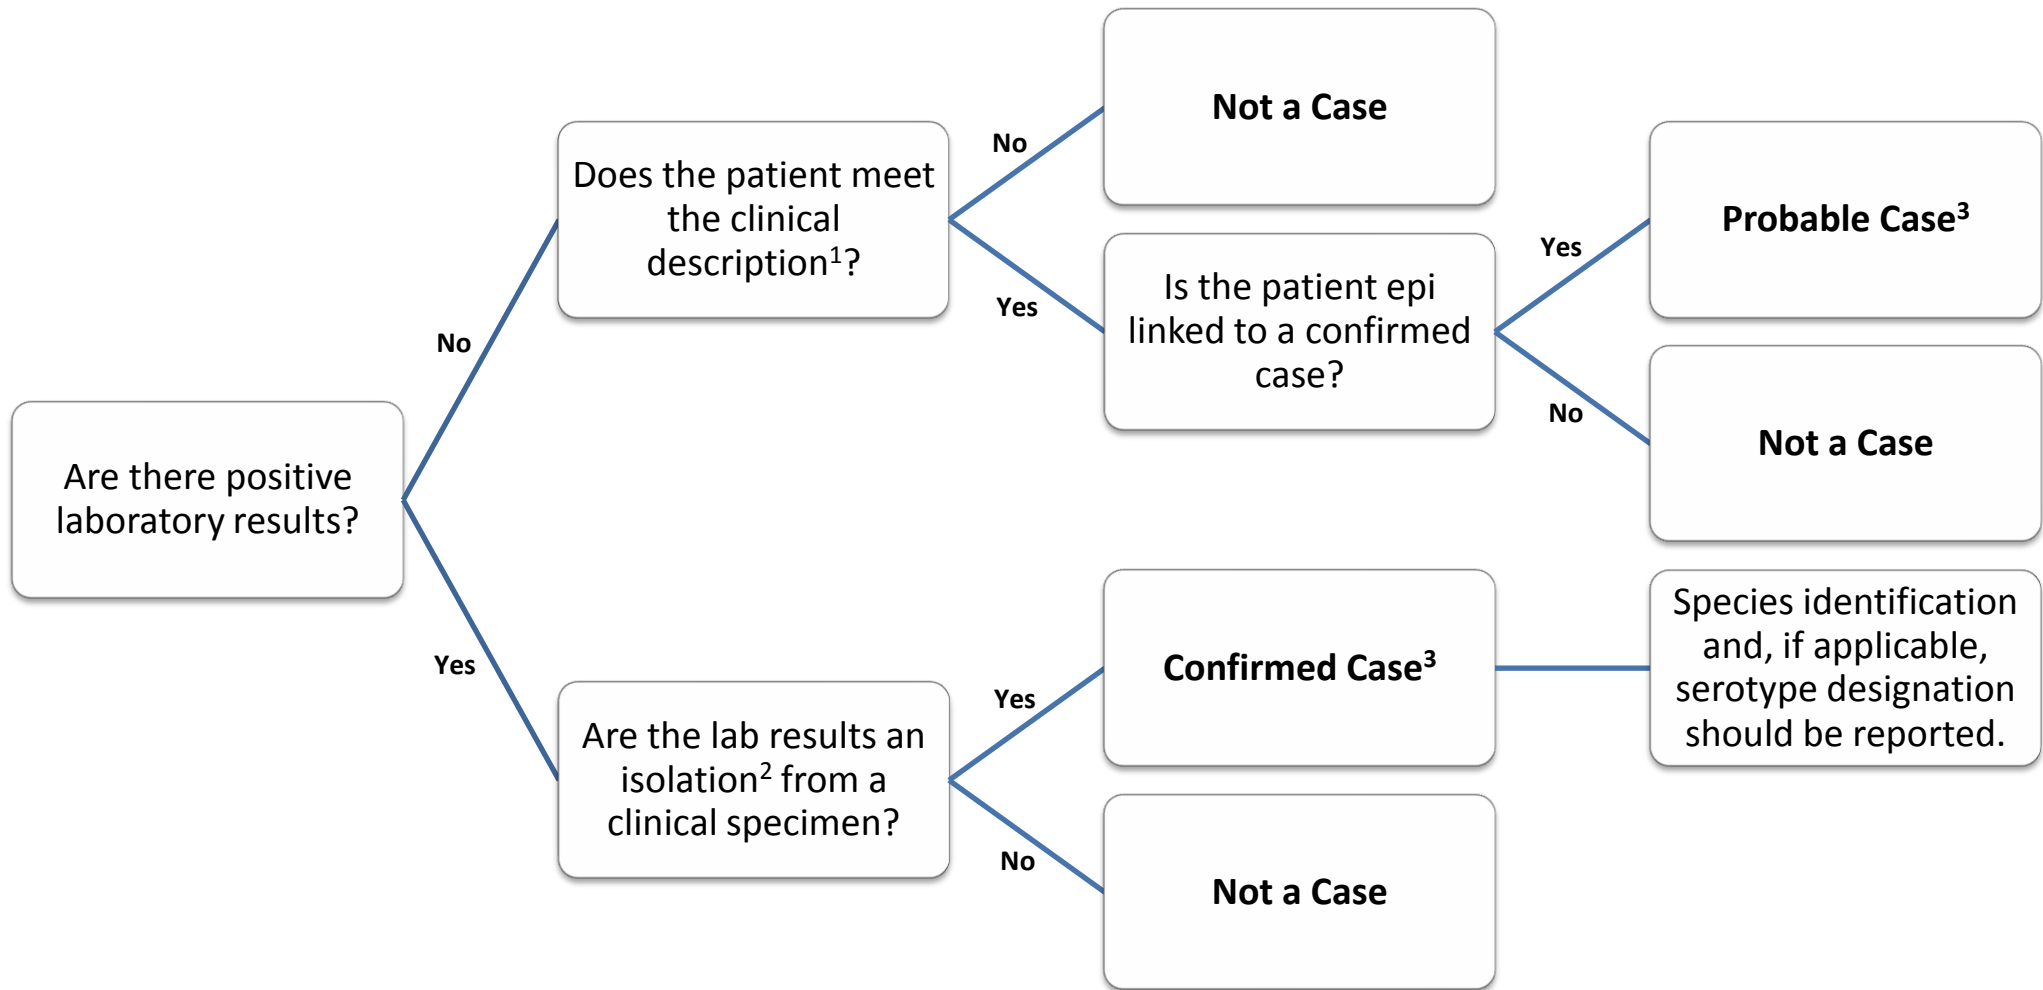 Are there positive
laboratory results?
No
Yes
Does the patient meet
the clinical
description¹?
No
Yes
Not a Case
Is the patient epi
linked to a confirmed
case?
Yes
No
Probable Case³
Not a Case
Are the lab results an
isolation² from a
clinical specimen?
Yes
No
Confirmed Case³
Species identification
and, if applicable,
serotype designation
should be reported.
Not a Case